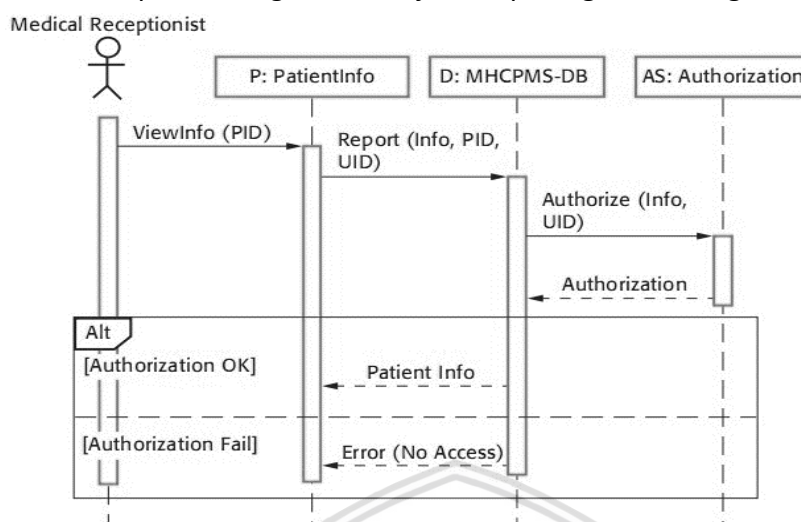 Medical Receptionist
P: PatientInfo
D: MHCPMS-DB
AS: Authorization
ViewInfo (PID)
Report (Info, PID,
UID)
Authorize (Info,
UID)
Authorization
Alt
[Authorization OK]
Patient Info
[Authorization Fail]
Error (No Access)